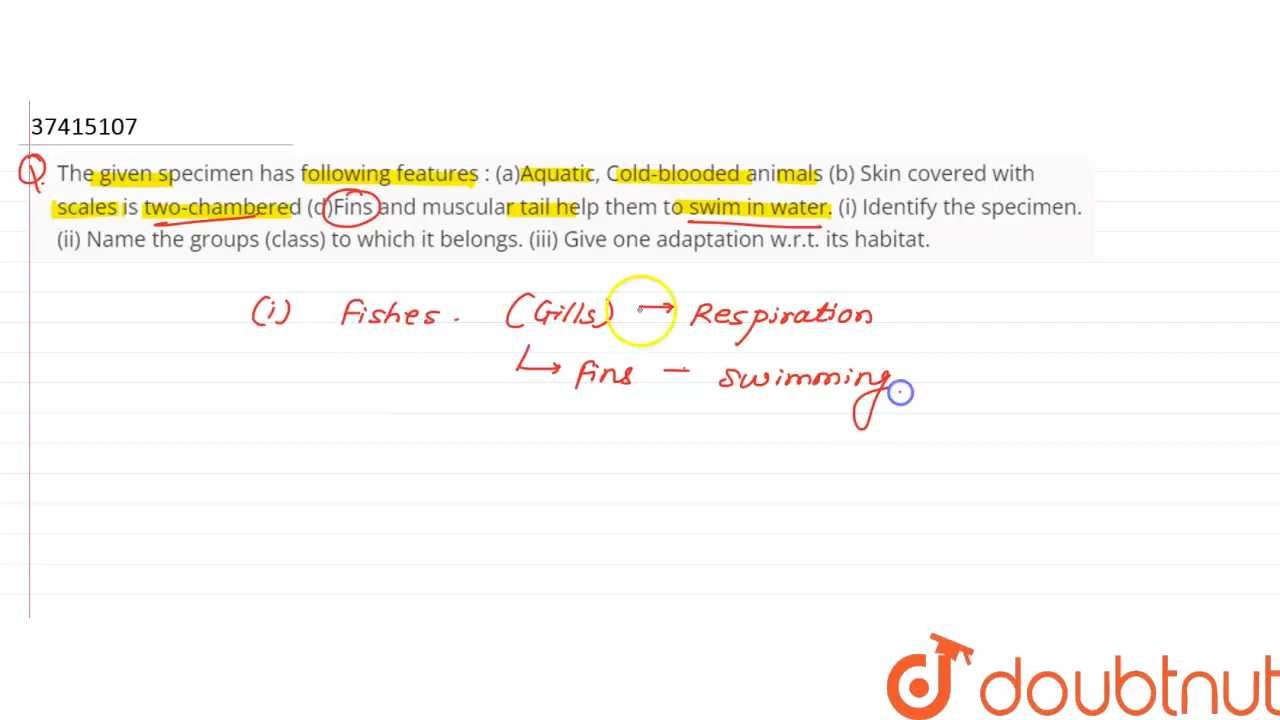 37415107
Q. The given specimen has following features : (a)Aquatic, Cold-blooded animals (b) Skin covered with
scales is two-chambered (d)Fins and muscular tail help them to swim in water. (i) Identify the specimen.
(ii) Name the groups (class) to which it belongs. (iii) Give one adaptation w.r.t. its habitat.
(i) Fishes. (Gills) → Respiration
↳ fins – swimming
doubtnut